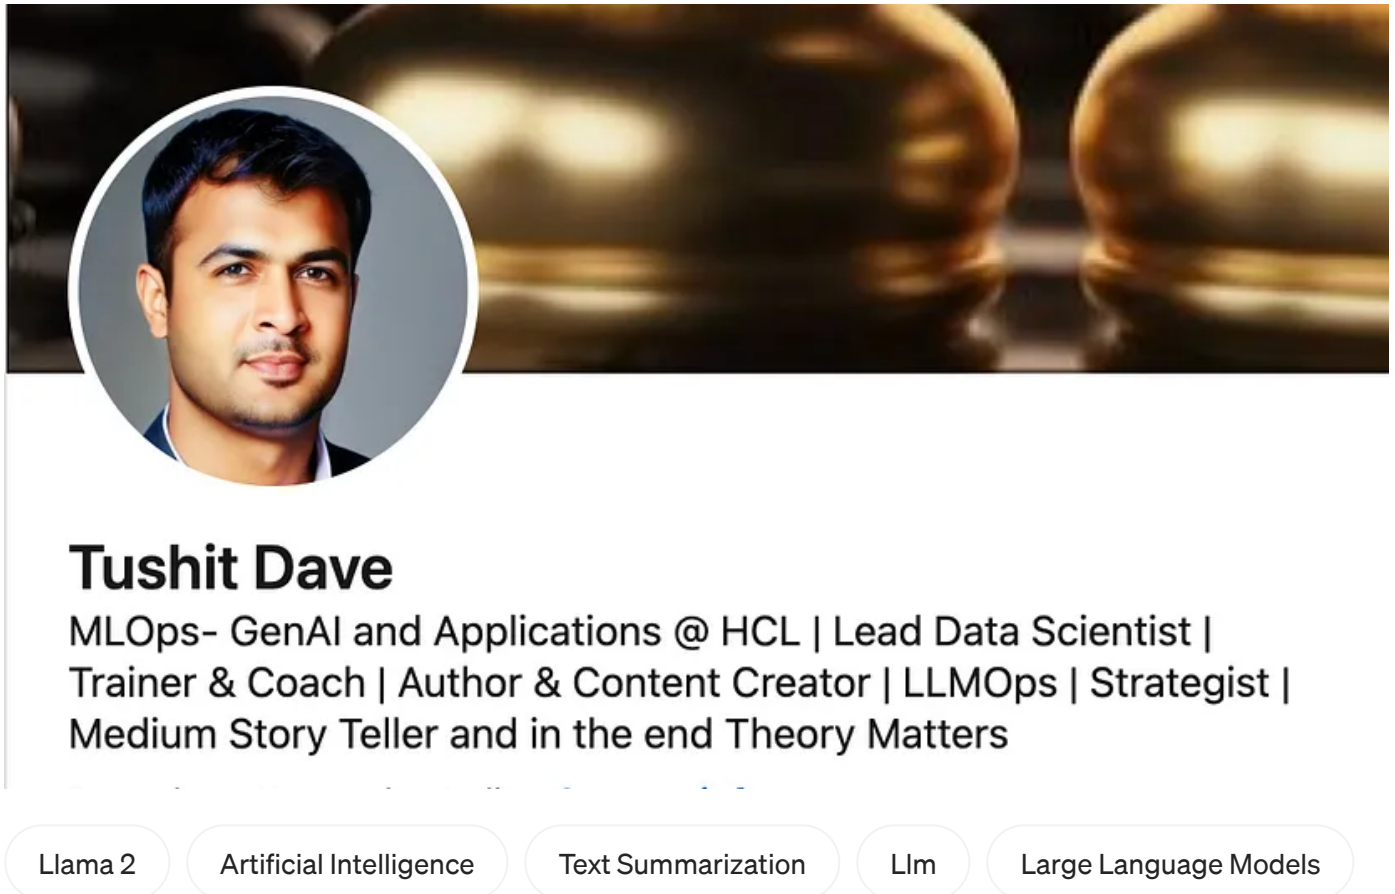 Tushit Dave
MLOps- GenAI and Applications @ HCL | Lead Data Scientist |
Trainer & Coach | Author & Content Creator | LLMOps | Strategist |
Medium Story Teller and in the end Theory Matters
Llama 2
Artificial Intelligence
Text Summarization
Llm
Large Language Models